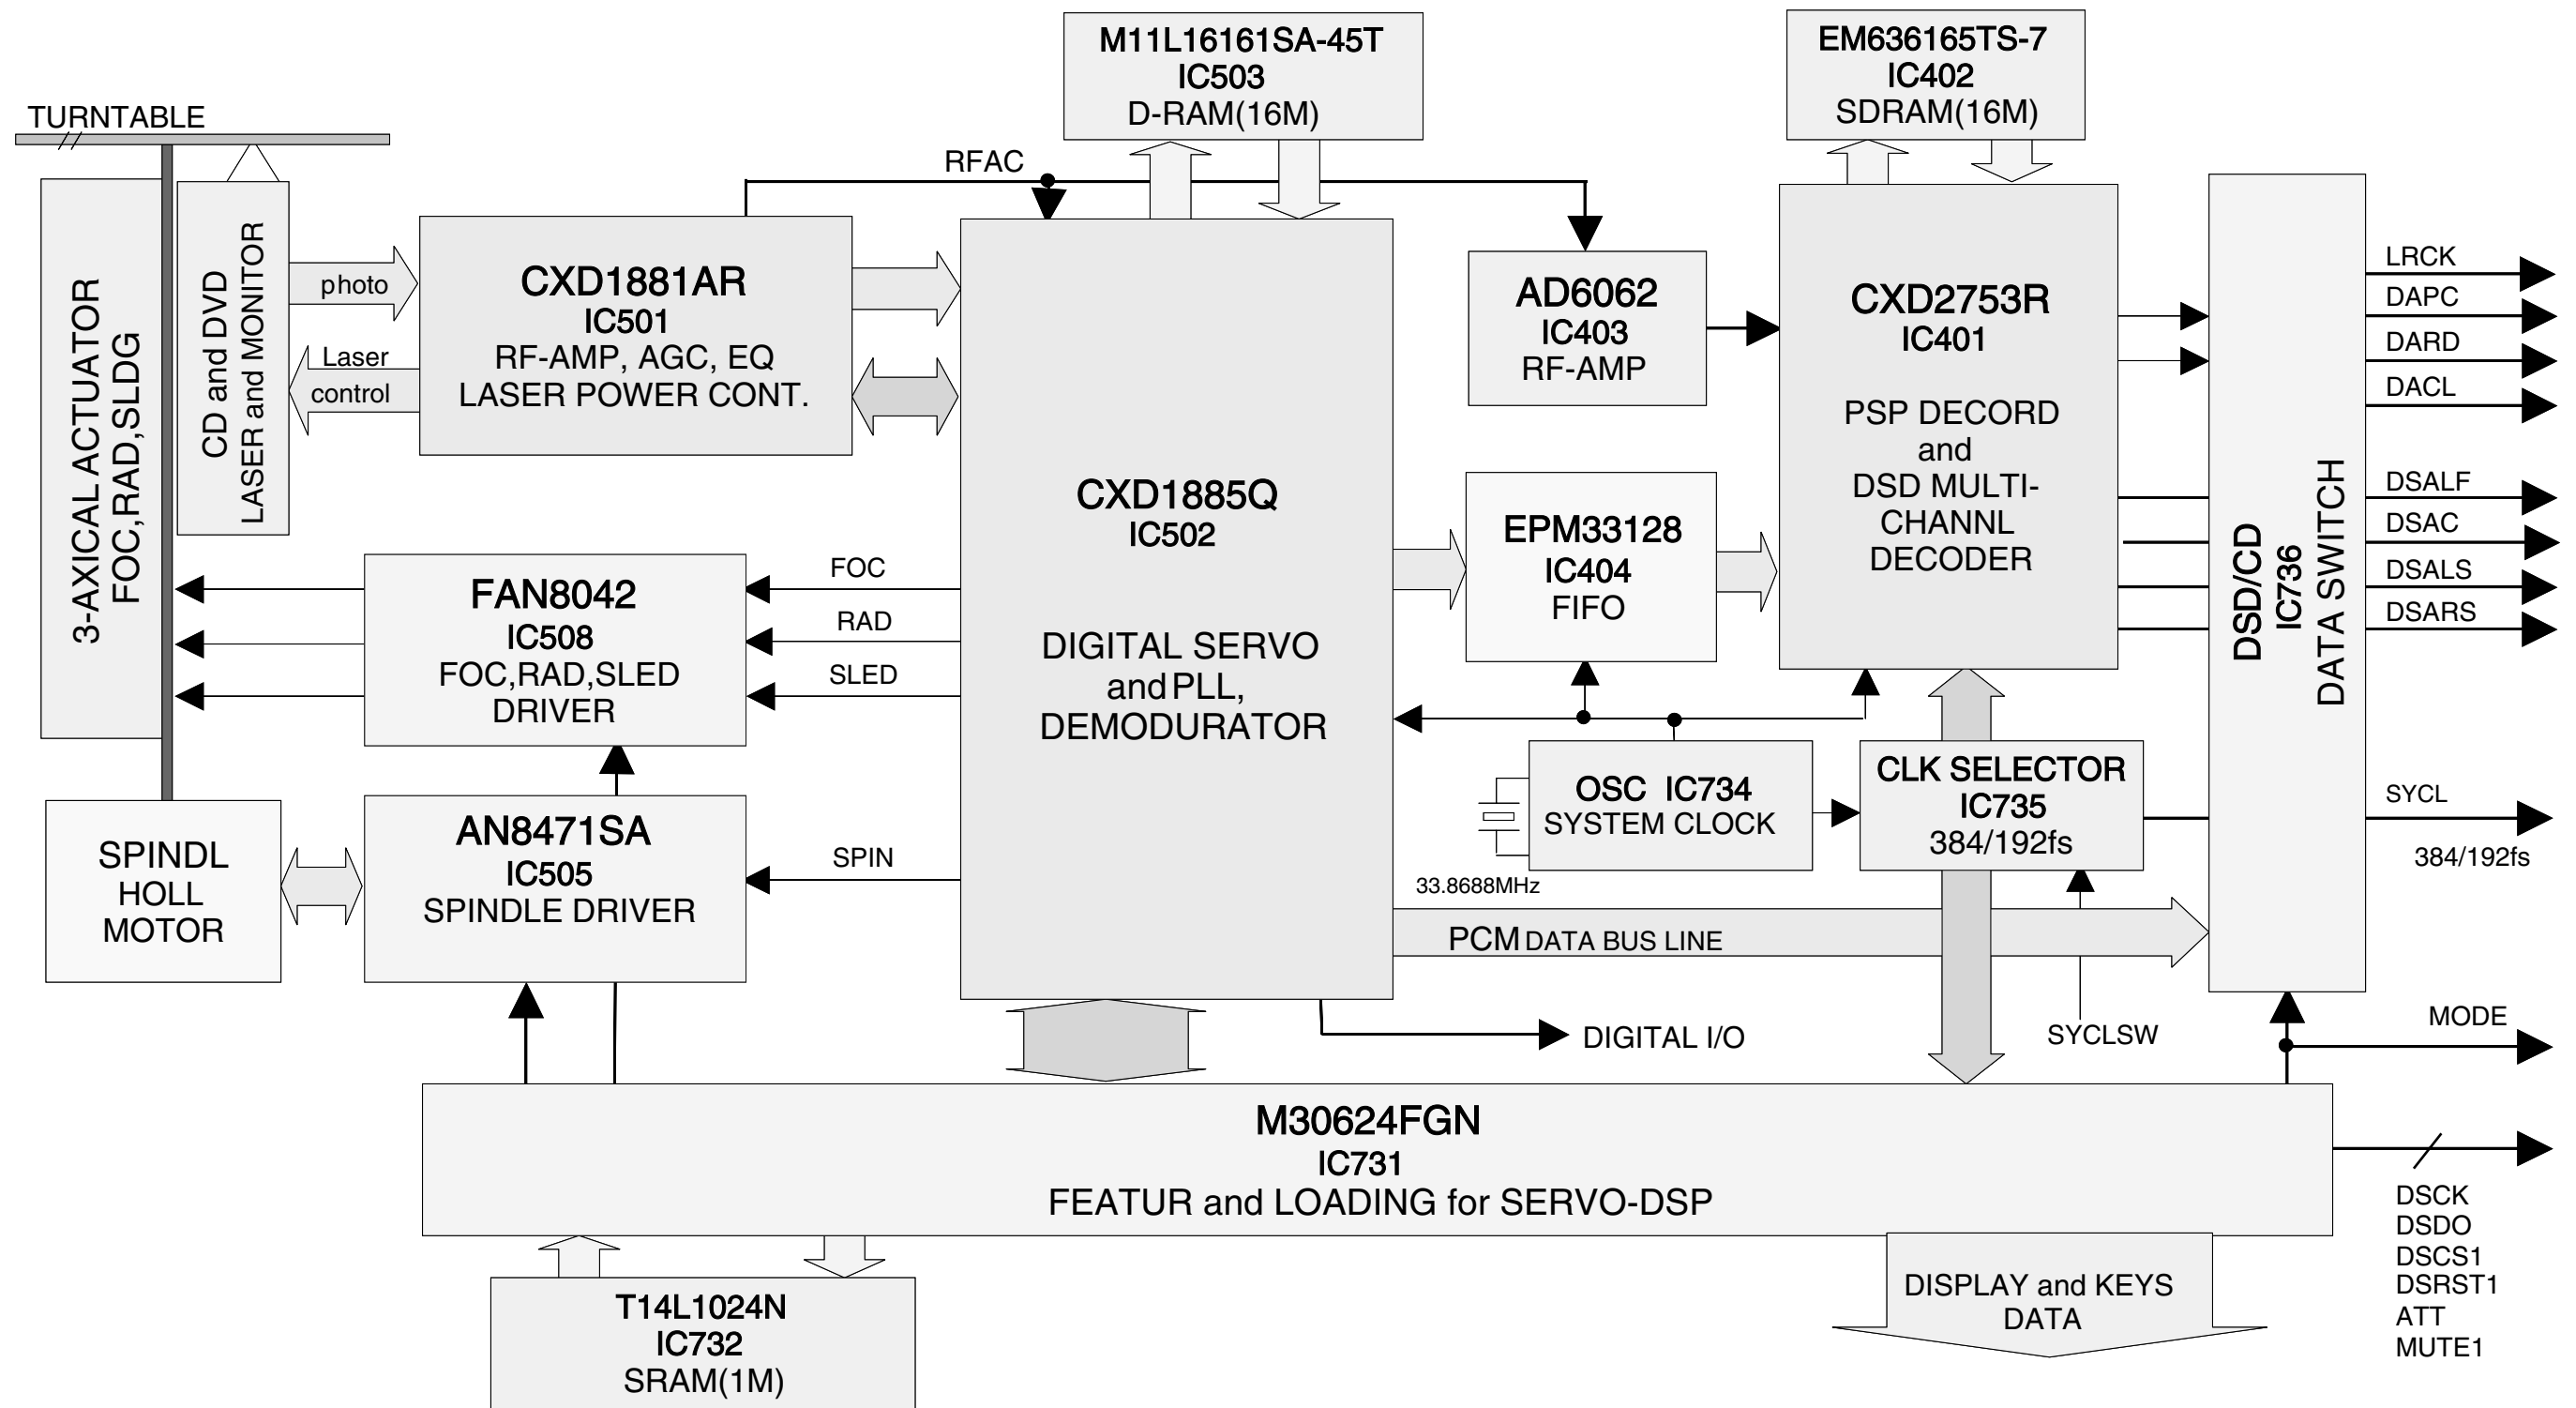 M11L16161SA-45T
IC503
D-RAM(16M)
EM636165TS-7
IC402
SDRAM(16M)
TURNTABLE
RFAC
3-AXICAL ACTUATOR
FOC,RAD,SLDG
CD and DVD
LASER and MONITOR
photo
Laser
control
CXD1881AR
IC501
RF-AMP, AGC, EQ
LASER POWER CONT.
CXD1885Q
IC502
DIGITAL SERVO
and PLL,
DEMODURATOR
AD6062
IC403
RF-AMP
CXD2753R
IC401
PSP DECORD
and
DSD MULTI-
CHANNL
DECODER
DSD/CD
IC736
DATA SWITCH
LRCK
DAPC
DARD
DACL
DSALF
DSAC
DSALS
DSARS
EPM33128
IC404
FIFO
FAN8042
IC508
FOC,RAD,SLED
DRIVER
FOC
RAD
SLED
OSC IC734
SYSTEM CLOCK
CLK SELECTOR
IC735
384/192fs
SYCL
384/192fs
SPINDL
HOLL
MOTOR
AN8471SA
IC505
SPINDLE DRIVER
SPIN
33.8688MHz
PCM DATA BUS LINE
DIGITAL I/O
SYCLSW
MODE
M30624FGN
IC731
FEATUR and LOADING for SERVO-DSP
DSCK
DSDO
DSCS1
DSRST1
ATT
MUTE1
T14L1024N
IC732
SRAM(1M)
DISPLAY and KEYS
DATA